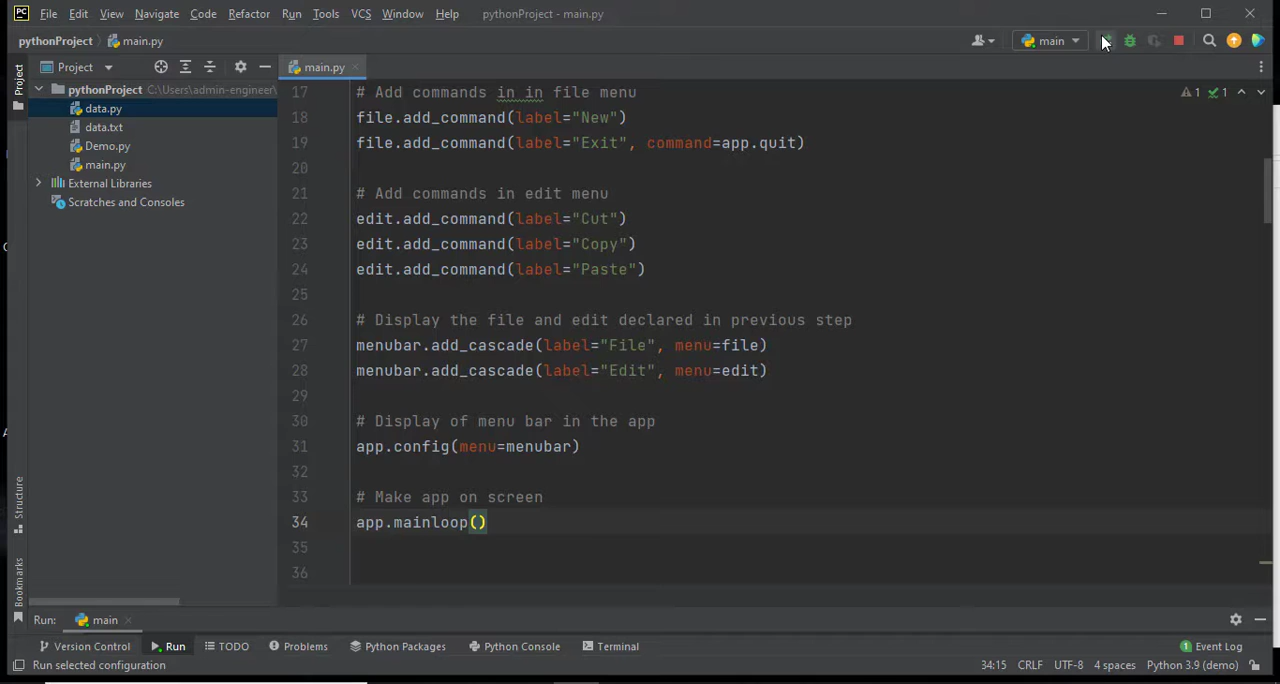 PC File Edit View Navigate Code Refactor Run Tools VCS Window Help pythonProject - main.py
pythonProject main.py main
Project Project main.py
pythonProject C:\Users\admin-engineer\
data.py
data.txt
Demo.py
main.py
External Libraries
Scratches and Consoles
1 1
17 # Add commands in in file menu
18 file.add_command(label="New")
19 file.add_command(label="Exit", command=app.quit)
20
21 # Add commands in edit menu
22 edit.add_command(label="Cut")
23 edit.add_command(label="Copy")
24 edit.add_command(label="Paste")
25
26 # Display the file and edit declared in previous step
27 menubar.add_cascade(label="File", menu=file)
28 menubar.add_cascade(label="Edit", menu=edit)
29
30 # Display of menu bar in the app
31 app.config(menu=menubar)
32
33 # Make app on screen
34 app.mainloop()
35
36
Structure
Bookmarks
Run: main
Version Control Run TODO Problems Python Packages Python Console Terminal 1 Event Log
Run selected configuration 34:15 CRLF UTF-8 4 spaces Python 3.9 (demo)